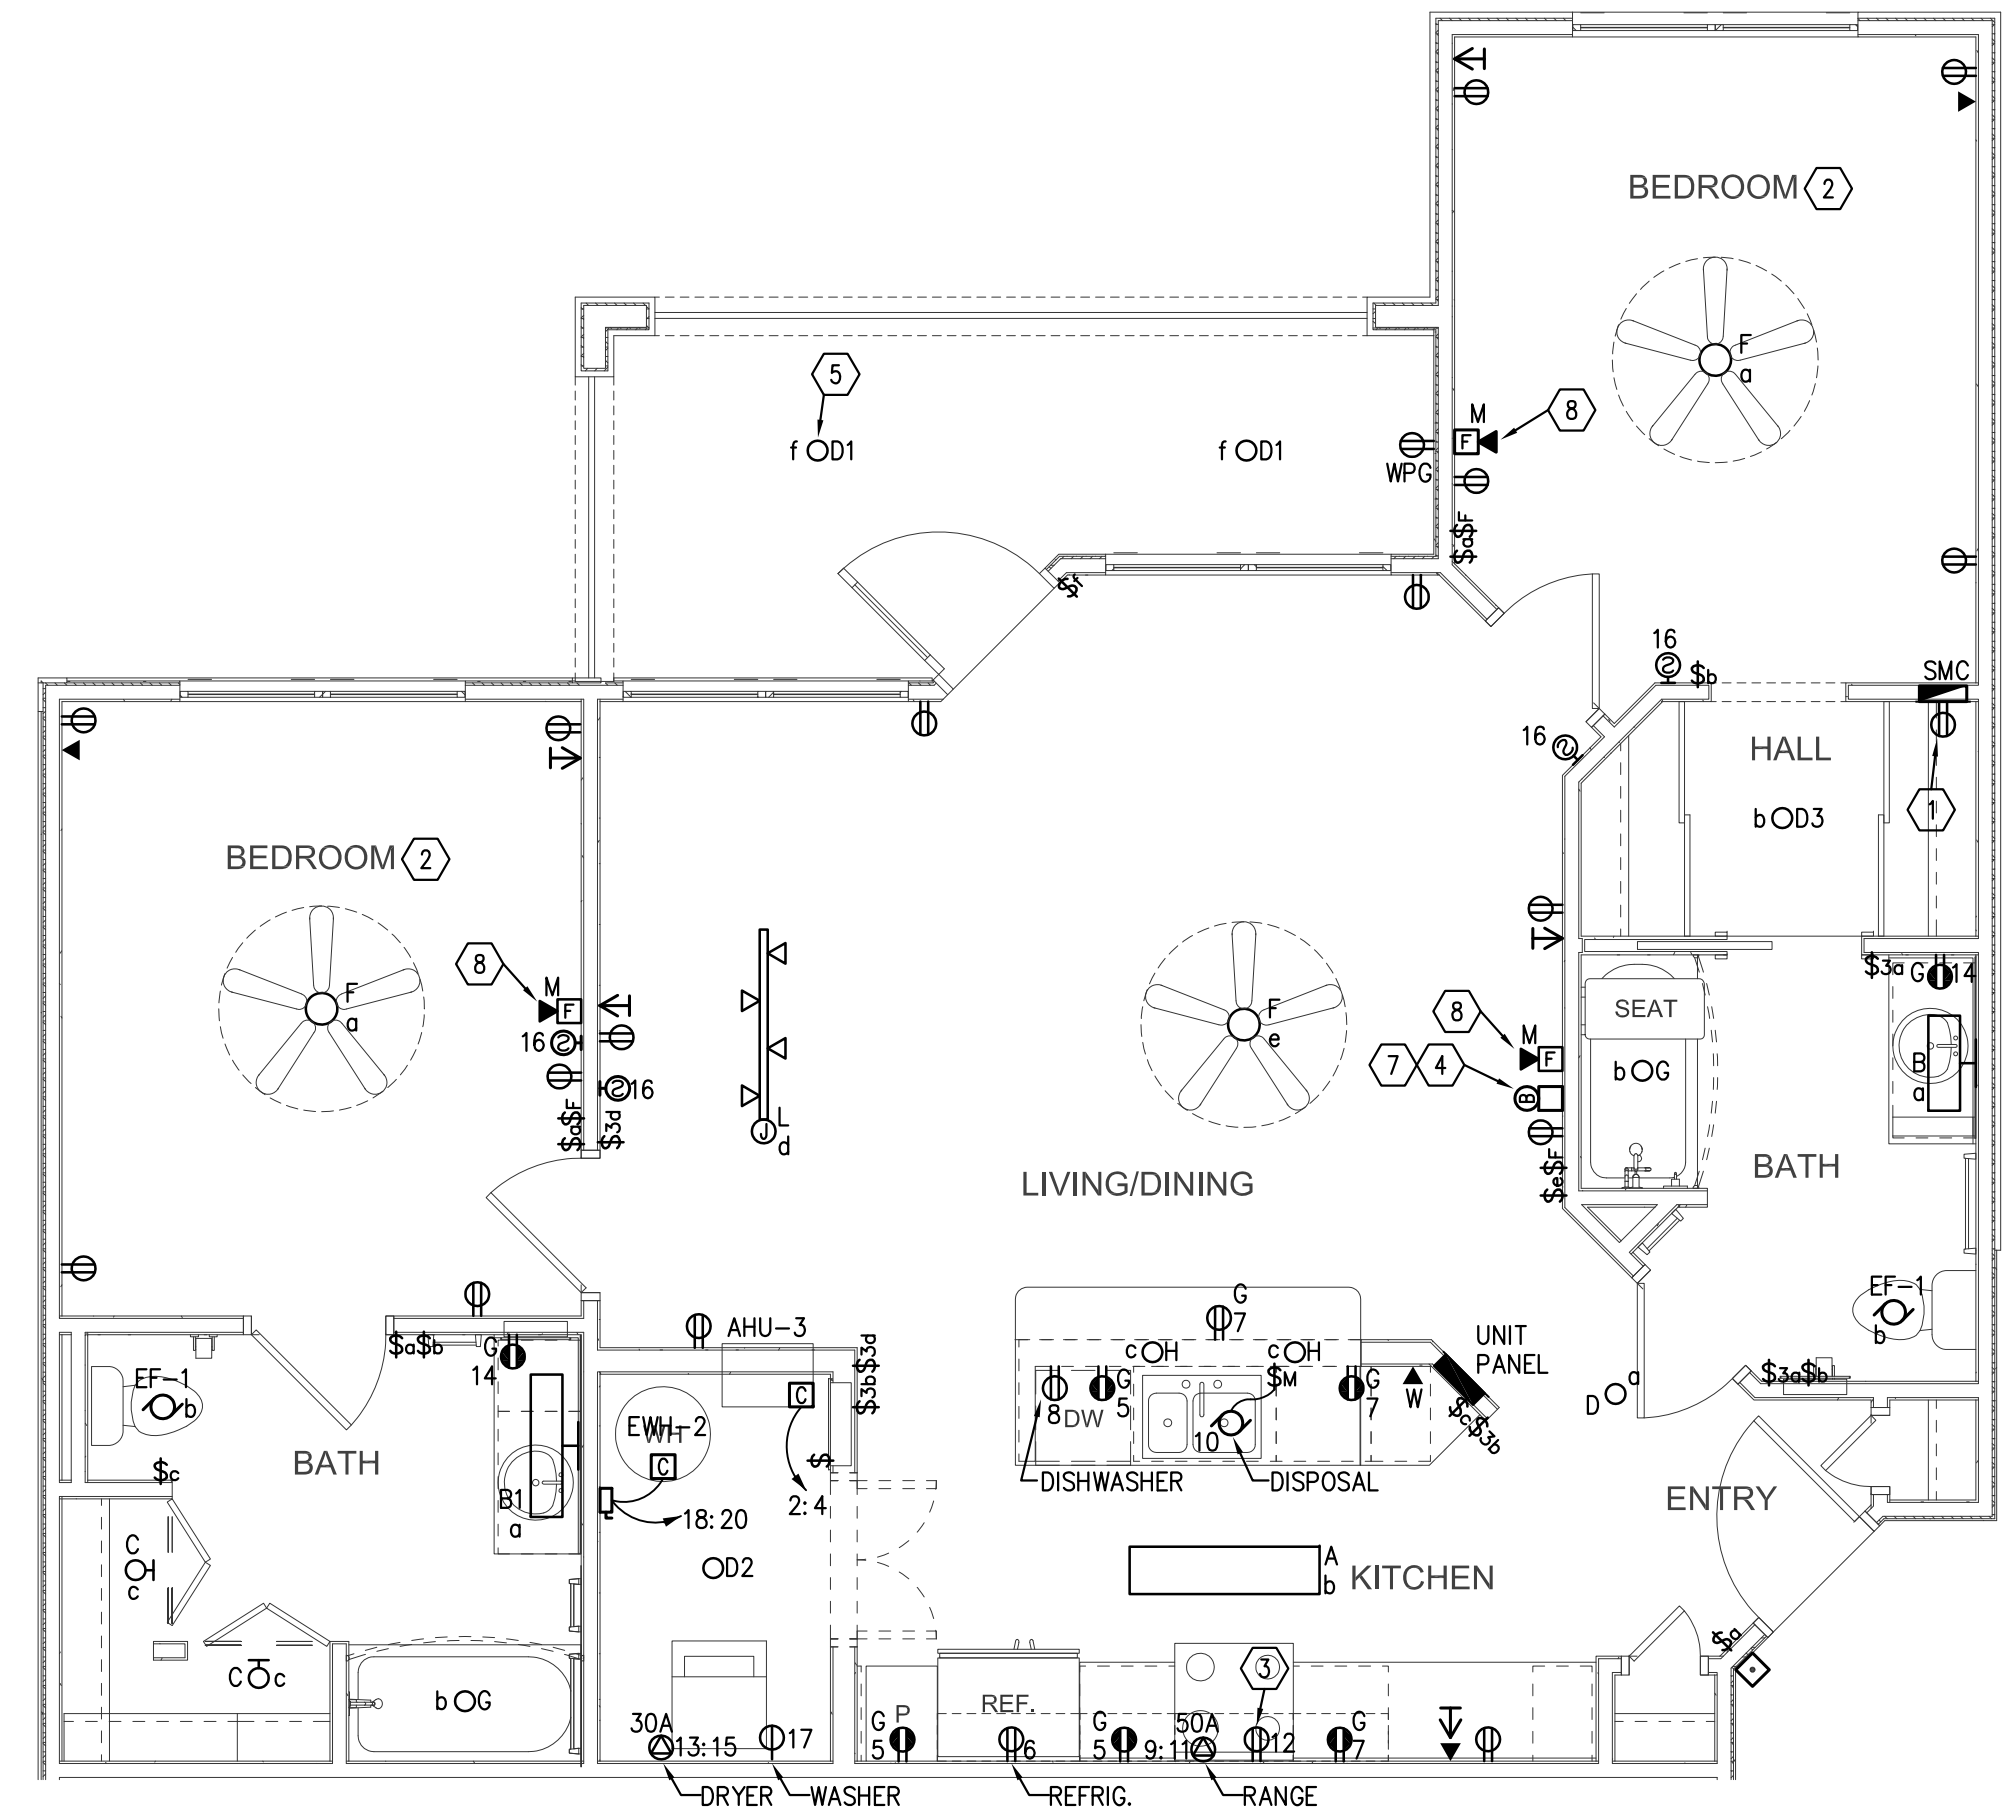 BEDROOM 2
F
a
5
M
F
8
f D1
f D1
WPG
$a$F
$f
16
$b
SMC
16
HALL
b D3
1
BEDROOM 2
F
a
8
M
F
16
$a$F
16
$3d
J
L
d
F
e
LIVING/DINING
8
M
F
7 4
B
$e$F
$3a
G 14
SEAT
b G
B
a
BATH
EF-1
b
$3a$b
D a
AHU-3
$3b$3d
G
7
c H
c H
$M
UNIT
PANEL
8
DW
G
5
10
G
7
W
$c$3b
DISHWASHER
DISPOSAL
$a$b
G
14
EF-1
b
BATH
$c
B1
a
C
c
C c
b G
EWH-2
WH
C
C
$
18:20
2:4
D2
A
b
KITCHEN
ENTRY
$a
3
30A
13:15
17
G
5
P
REF.
6
G
5
50A
9:11
12
G
7
DRYER
WASHER
REFRIG.
RANGE